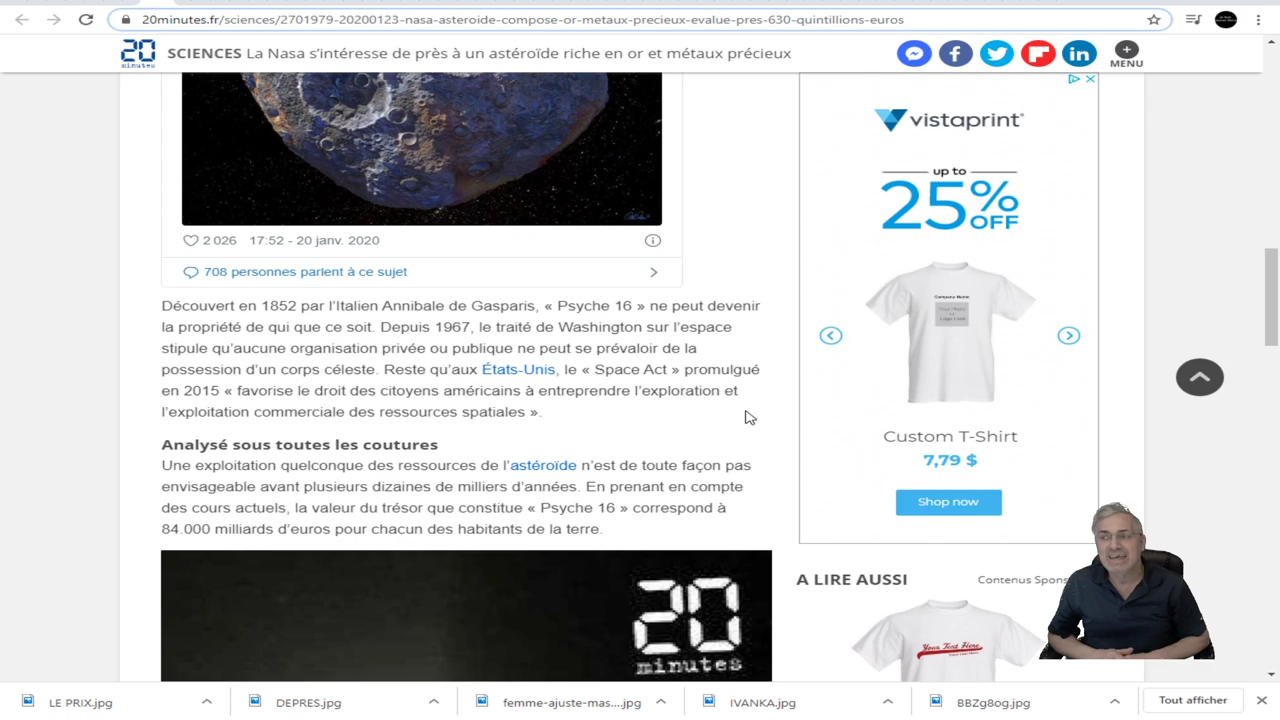 20minutes.fr/sciences/2701979-20200123-nasa-asteroide-compose-or-metaux-precieux-evalue-pres-630-quintillions-euros
20
minutes
SCIENCES La Nasa s'intéresse de près à un astéroïde riche en or et métaux précieux
MENU
2 026 17:52 - 20 janv. 2020
708 personnes parlent à ce sujet
Découvert en 1852 par l'Italien Annibale de Gasparis, « Psyche 16 » ne peut devenir
la propriété de qui que ce soit. Depuis 1967, le traité de Washington sur l'espace
stipule qu'aucune organisation privée ou publique ne peut se prévaloir de la
possession d'un corps céleste. Reste qu'aux États-Unis, le « Space Act » promulgué
en 2015 « favorise le droit des citoyens américains à entreprendre l'exploration et
l'exploitation commerciale des ressources spatiales ».
Analysé sous toutes les coutures
Une exploitation quelconque des ressources de l'astéroïde n'est de toute façon pas
envisageable avant plusieurs dizaines de milliers d'années. En prenant en compte
des cours actuels, la valeur du trésor que constitue « Psyche 16 » correspond à
84.000 milliards d'euros pour chacun des habitants de la terre.
20
minutes
vistaprint
up to
25%
OFF
Company Name
Custom T-Shirt
7,79 $
Shop now
A LIRE AUSSI
Contenus Spons
Your Text Here
LE PRIX.jpg
DEPRES.jpg
femme-ajuste-mas....jpg
IVANKA.jpg
BBZg8og.jpg
Tout afficher